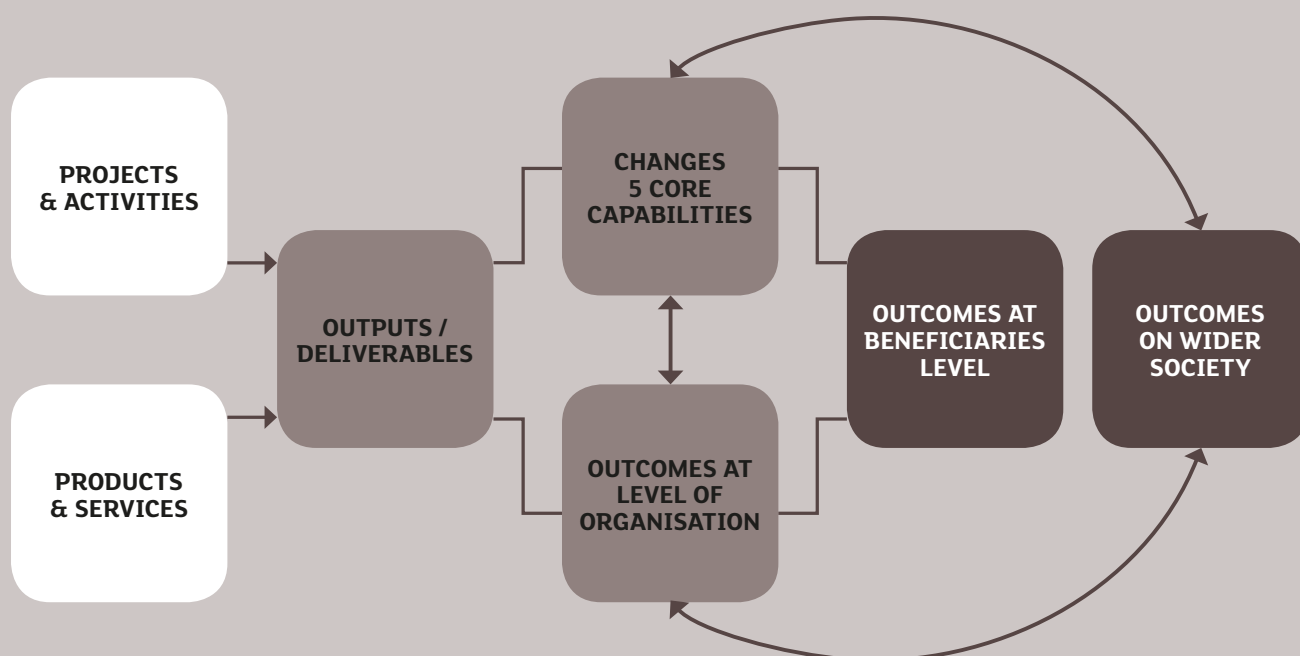 PROJECTS
& ACTIVITIES
PRODUCTS
& SERVICES
OUTPUTS /
DELIVERABLES
CHANGES
5 CORE
CAPABILITIES
OUTCOMES AT
LEVEL OF
ORGANISATION
OUTCOMES AT
BENEFICIARIES
LEVEL
OUTCOMES
ON WIDER
SOCIETY